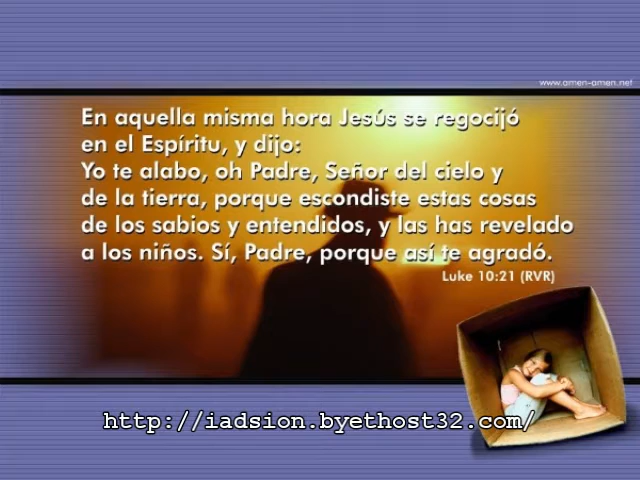 www.amen-amen.net
En aquella misma hora Jesús se regocijó
en el Espíritu, y dijo:
Yo te alabo, oh Padre, Señor del cielo y
de la tierra, porque escondiste estas cosas
de los sabios y entendidos, y las has revelado
a los niños. Sí, Padre, porque así te agradó.
Luke 10:21 (RVR)
http://iadsion.byethost32.com/